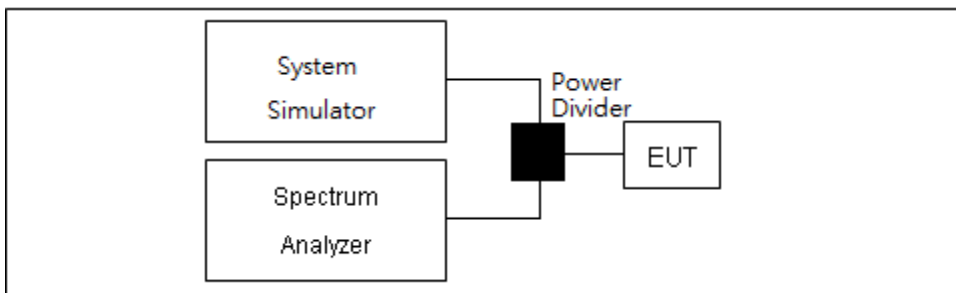 System
Simulator
Power
Divider
EUT
Spectrum
Analyzer